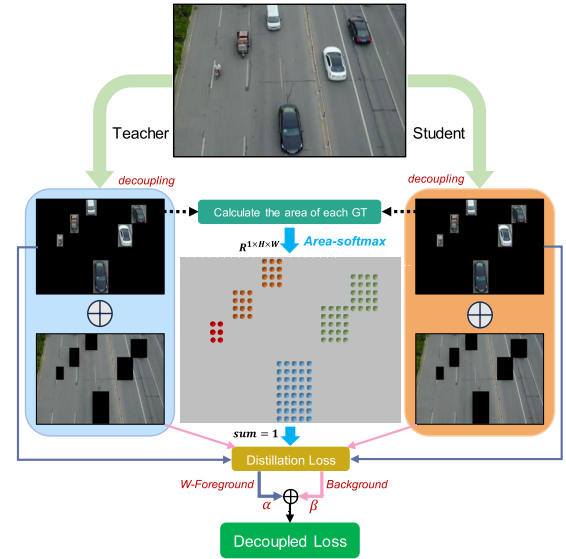 Teacher
Student
decoupling
decoupling
Calculate the area of each GT
R^{1×H×W}
Area-softmax
sum = 1
Distillation Loss
W-Foreground
Background
α
β
Decoupled Loss